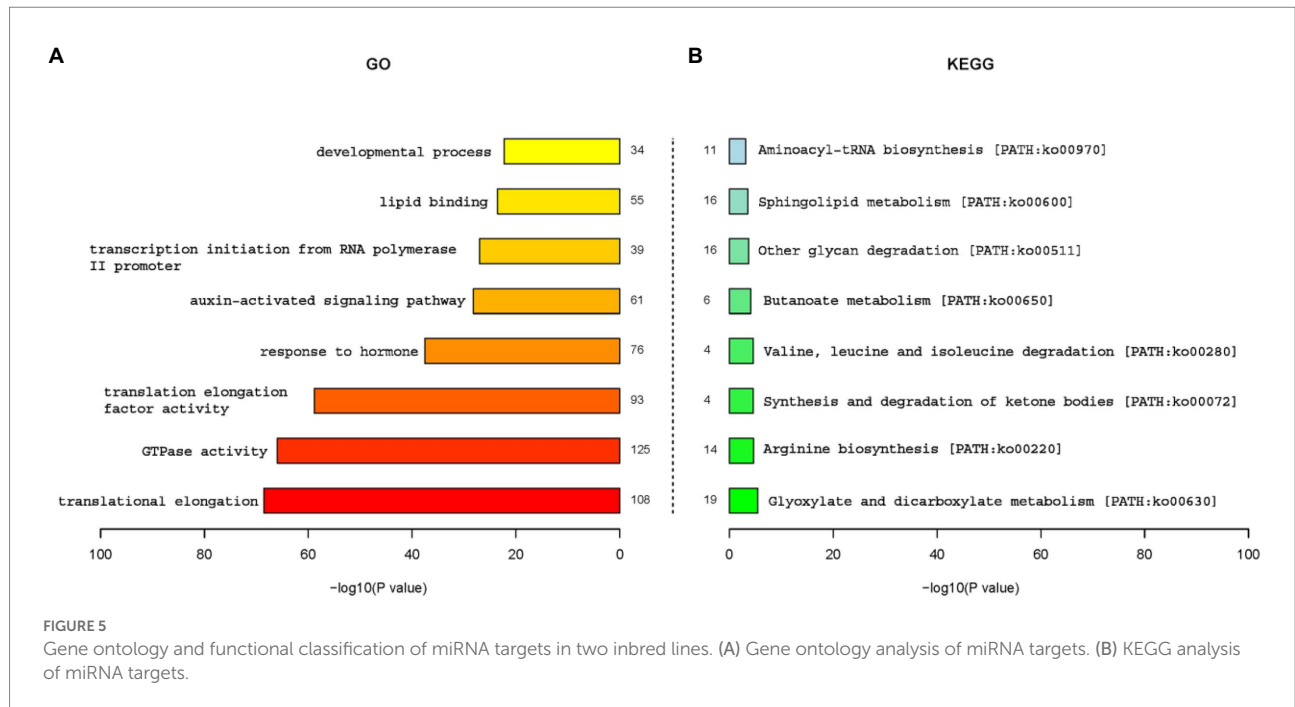 A
GO
developmental process 34
lipid binding 55
transcription initiation from RNA polymerase
II promoter
39
auxin-activated signaling pathway 61
response to hormone 76
translation elongation
factor activity
93
GTPase activity 125
translational elongation 108
100 80 60 40 20 0
−log10(P value)
B
KEGG
11 Aminoacyl-tRNA biosynthesis [PATH:ko00970]
16 Sphingolipid metabolism [PATH:ko00600]
16 Other glycan degradation [PATH:ko00511]
6 Butanoate metabolism [PATH:ko00650]
4 Valine, leucine and isoleucine degradation [PATH:ko00280]
4 Synthesis and degradation of ketone bodies [PATH:ko00072]
14 Arginine biosynthesis [PATH:ko00220]
19 Glyoxylate and dicarboxylate metabolism [PATH:ko00630]
0 20 40 60 80 100
−log10(P value)
FIGURE 5
Gene ontology and functional classification of miRNA targets in two inbred lines. (A) Gene ontology analysis of miRNA targets. (B) KEGG analysis
of miRNA targets.